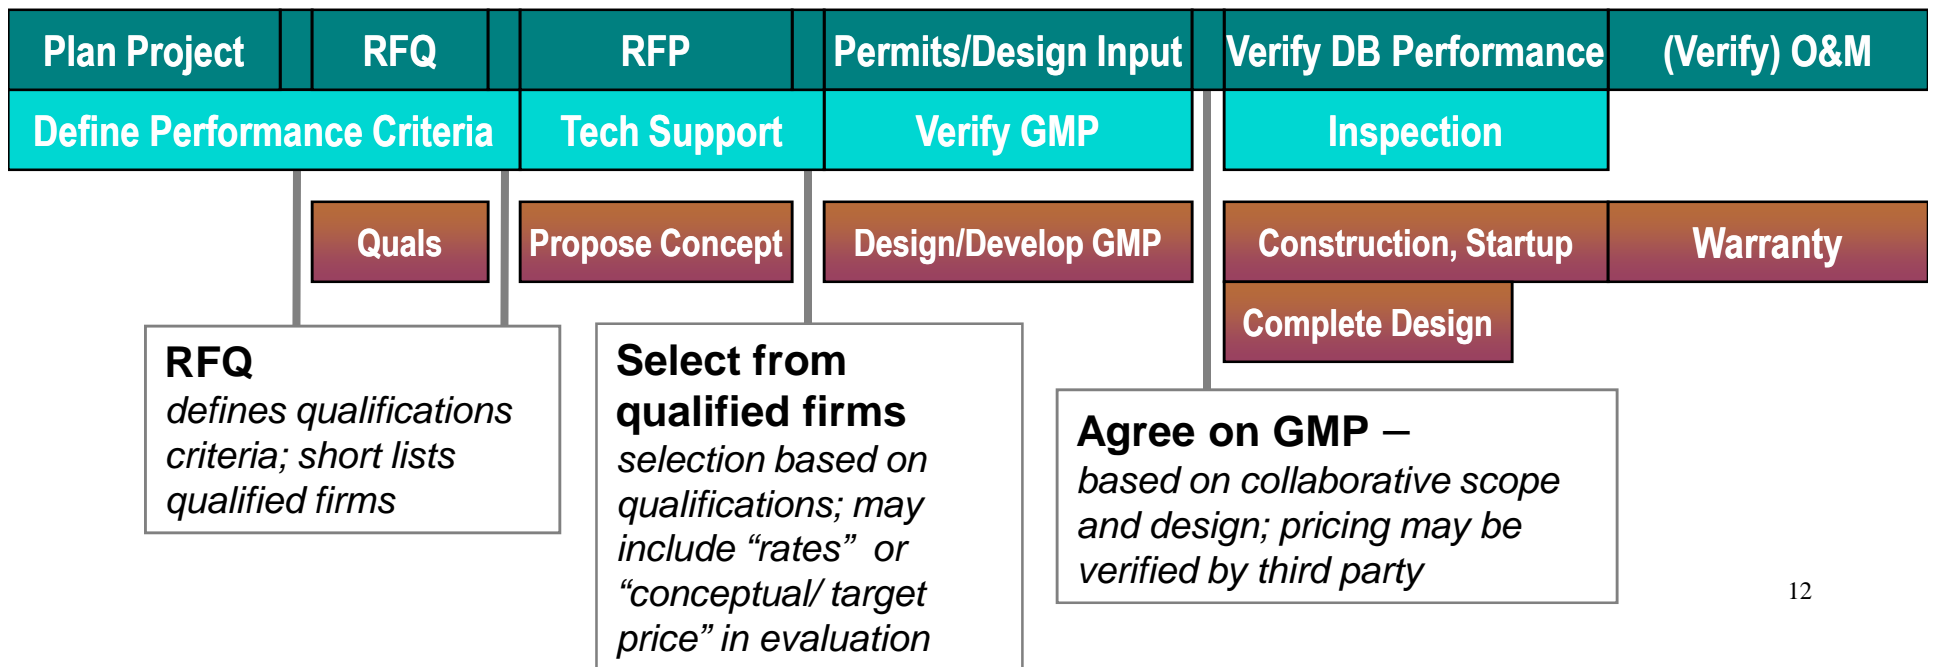 Plan Project
RFQ
RFP
Permits/Design Input
Verify DB Performance
(Verify) O&M
Define Performance Criteria
Tech Support
Verify GMP
Inspection
Quals
Propose Concept
Design/Develop GMP
Construction, Startup
Warranty
Complete Design
RFQ
defines qualifications
criteria; short lists
qualified firms
Select from
qualified firms
selection based on
qualifications; may
include “rates” or
“conceptual/ target
price” in evaluation
Agree on GMP –
based on collaborative scope
and design; pricing may be
verified by third party
12